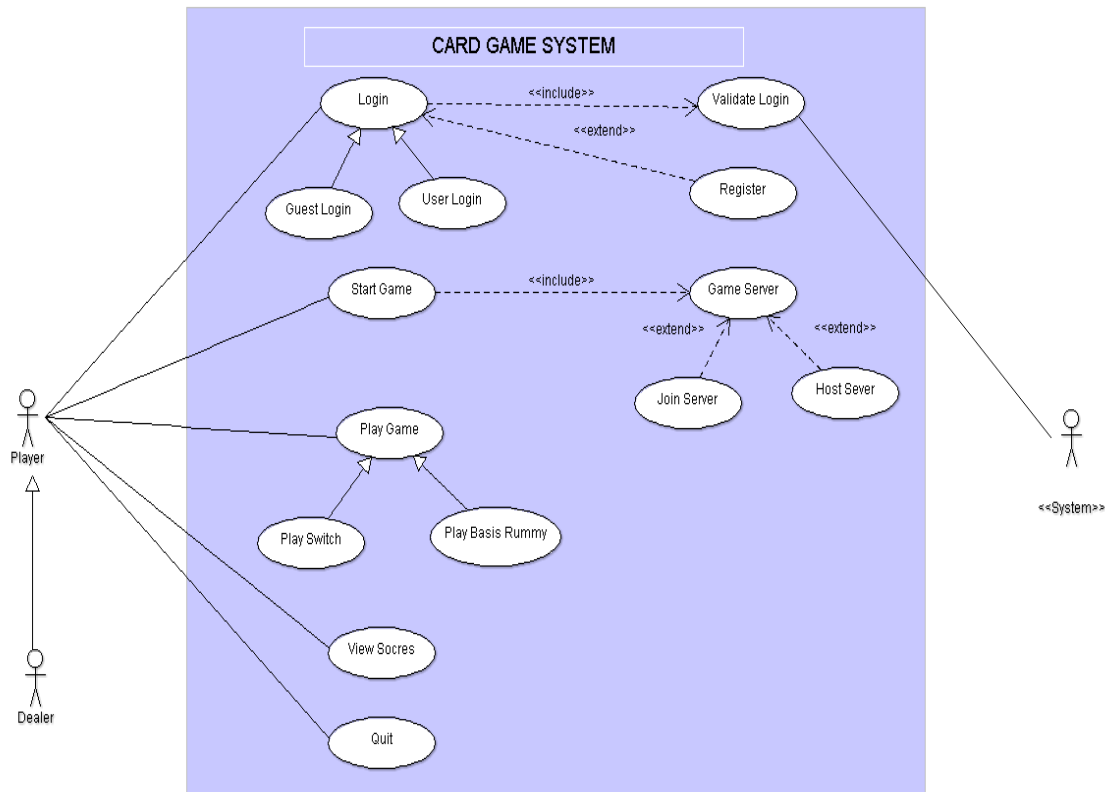 CARD GAME SYSTEM
Login
<<include>>
Validate Login
<<extend>>
Register
Guest Login
User Login
Start Game
<<include>>
Game Server
<<extend>>
<<extend>>
Join Server
Host Sever
Player
Play Game
<<System>>
Play Switch
Play Basis Rummy
View Socres
Dealer
Quit